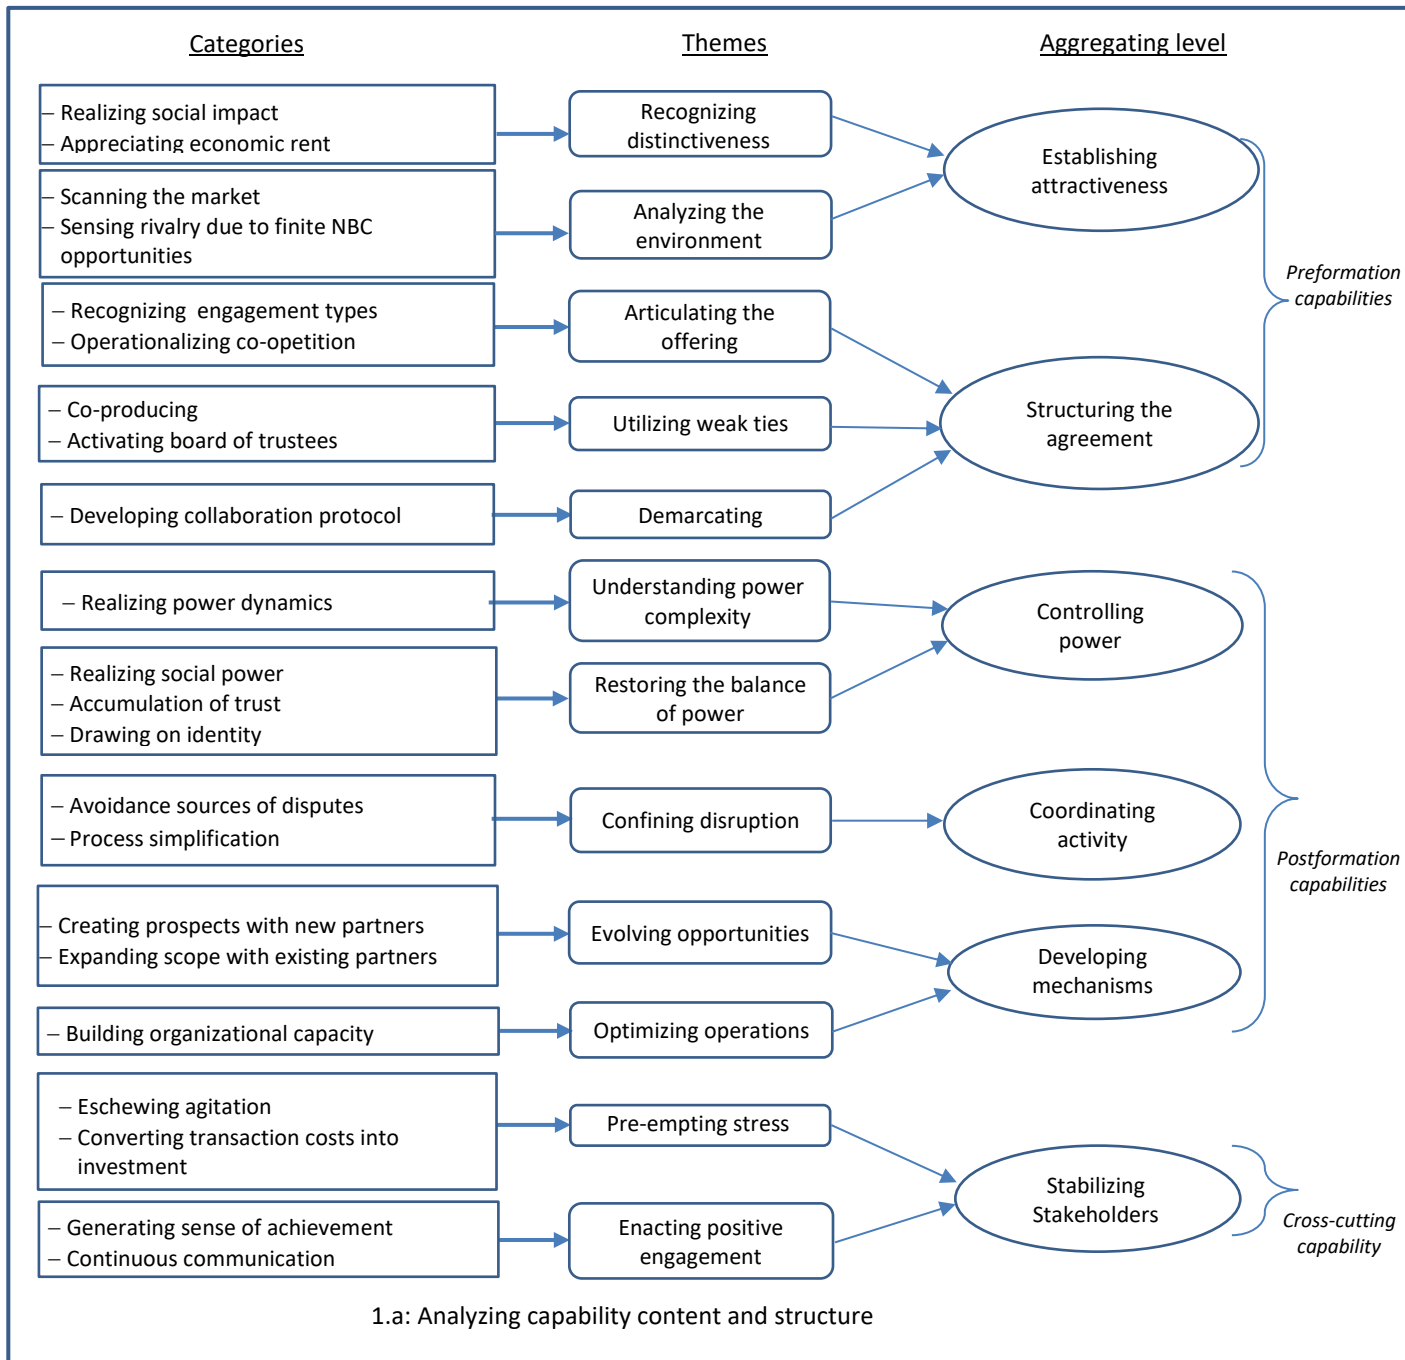 Categories
Themes
Aggregating level
– Realizing social impact
– Appreciating economic rent
Recognizing
distinctiveness
Establishing
attractiveness
– Scanning the market
– Sensing rivalry due to finite NBC
opportunities
Analyzing the
environment
Preformation
capabilities
– Recognizing  engagement types
– Operationalizing co-opetition
Articulating the
offering
– Co-producing
– Activating board of trustees
Utilizing weak ties
Structuring the
agreement
– Developing collaboration protocol
Demarcating
– Realizing power dynamics
Understanding power
complexity
Controlling
power
– Realizing social power
– Accumulation of trust
– Drawing on identity
Restoring the balance
of power
– Avoidance sources of disputes
– Process simplification
Confining disruption
Coordinating
activity
Postformation
capabilities
– Creating prospects with new partners
– Expanding scope with existing partners
Evolving opportunities
Developing
mechanisms
– Building organizational capacity
Optimizing operations
– Eschewing agitation
– Converting transaction costs into
investment
Pre-empting stress
Stabilizing
Stakeholders
Cross-cutting
capability
– Generating sense of achievement
– Continuous communication
Enacting positive
engagement
1.a: Analyzing capability content and structure